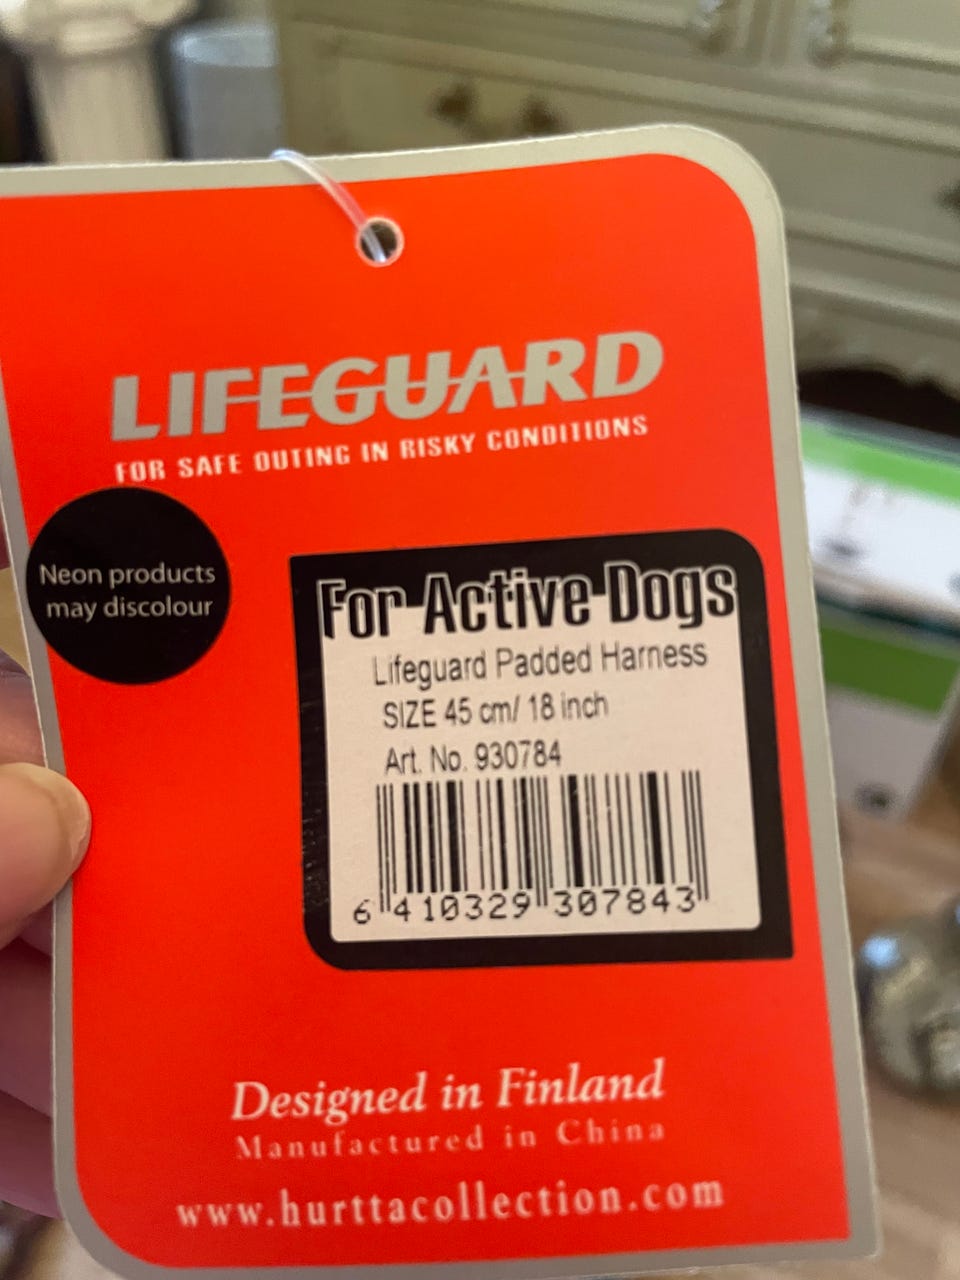 LIFEGUARD
FOR SAFE OUTING IN RISKY CONDITIONS
Neon products
may discolour
For Active Dogs
Lifeguard Padded Harness
SIZE 45 cm/ 18 inch
Art. No. 930784
6 410329 307843
Designed in Finland
Manufactured in China
www.hurttacollection.com